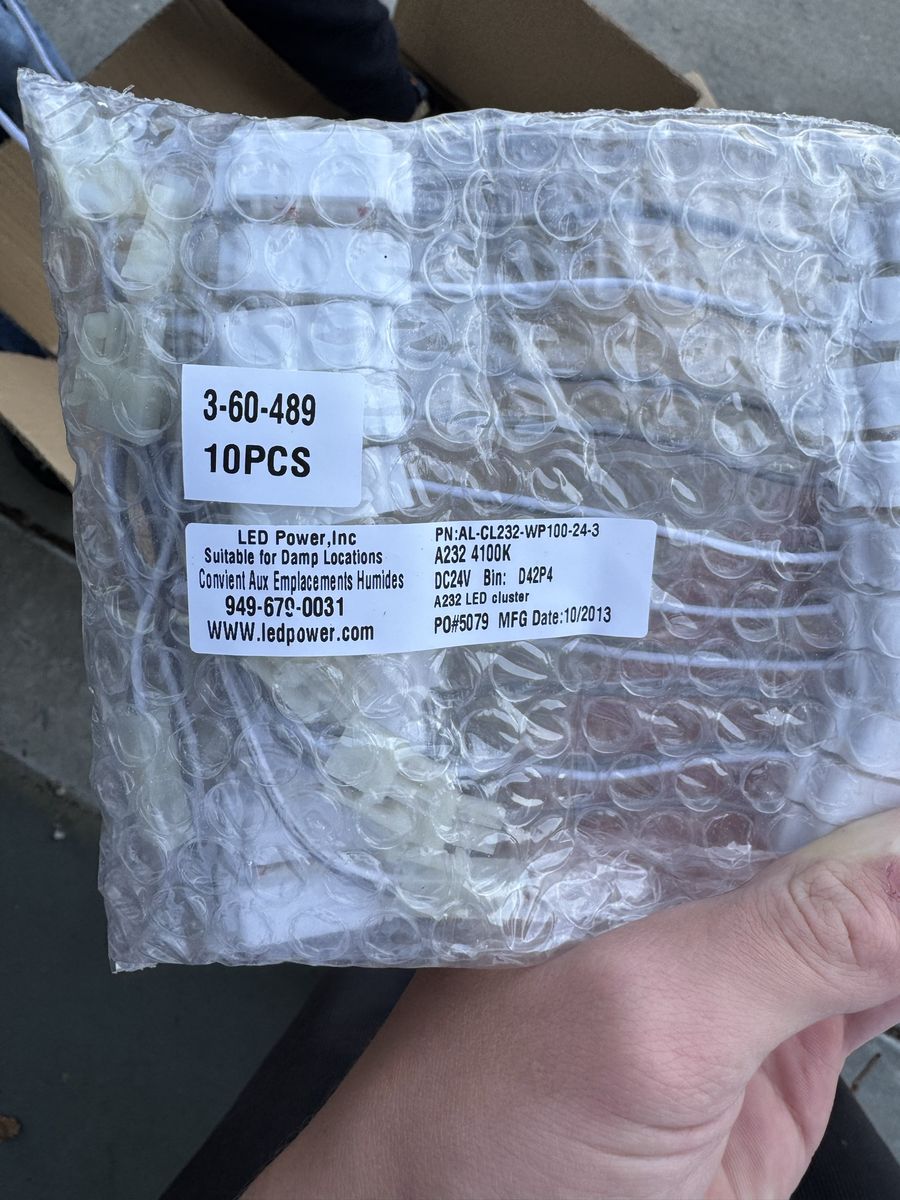 3-60-489
10PCS
LED Power,Inc
Suitable for Damp Locations
Convient Aux Emplacements Humides
949-679-0031
WWW.ledpower.com
PN:AL-CL232-WP100-24-3
A232 4100K
DC24V Bin: D42P4
A232 LED cluster
PO#5079 MFG Date:10/2013